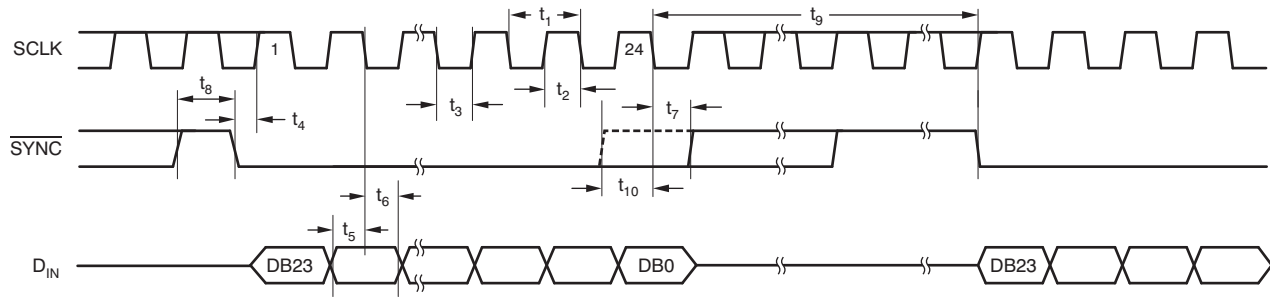 t1 t9
SCLK 1 24
t8 t3 t2 t7
t4
SYNC
t10
t6
t5
DIN DB23 DB0 DB23